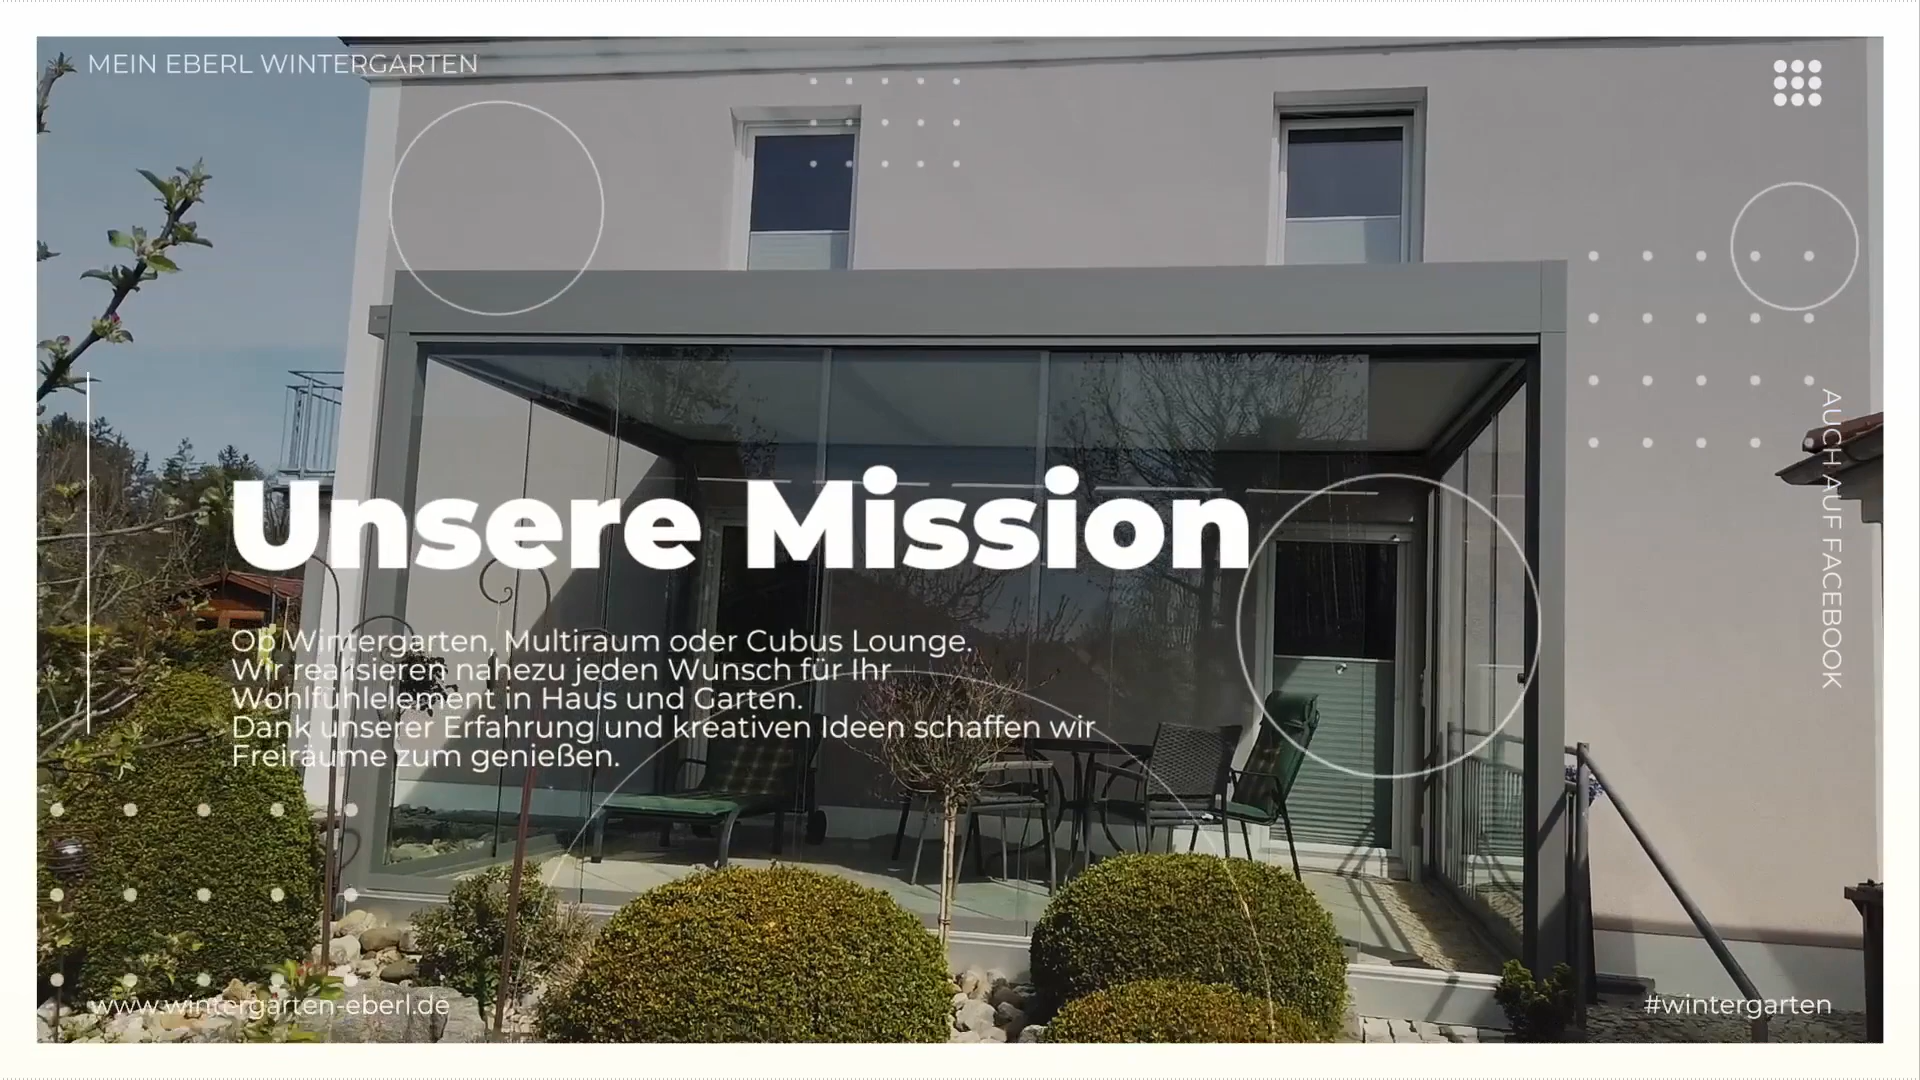 MEIN EBERL WINTERGARTEN
Unsere Mission
Ob Wintergarten, Multiraum oder Cubus Lounge.
Wir realisieren nahezu jeden Wunsch für Ihr
Wohlfühlelement in Haus und Garten.
Dank unserer Erfahrung und kreativen Ideen schaffen wir
Freiräume zum genießen.
AUCH AUF FACEBOOK
www.wintergarten-eberl.de
#wintergarten